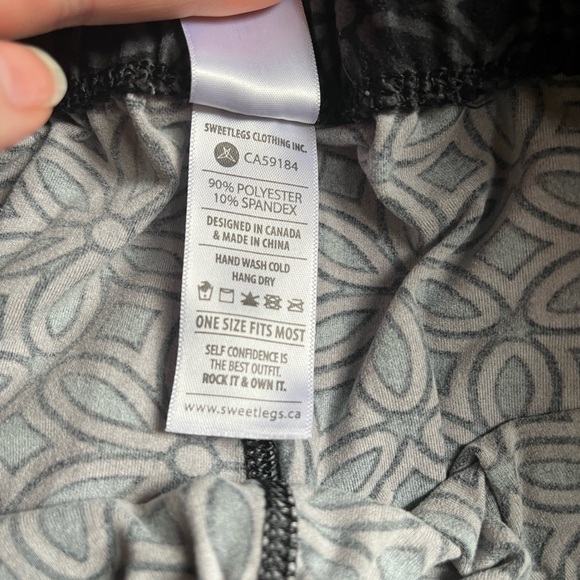 SWEETLEGS CLOTHING INC.
CA59184
90% POLYESTER
10% SPANDEX
DESIGNED IN CANADA
& MADE IN CHINA
HAND WASH COLD
HANG DRY
ONE SIZE FITS MOST
SELF CONFIDENCE IS
THE BEST OUTFIT.
ROCK IT & OWN IT.
www.sweetlegs.ca